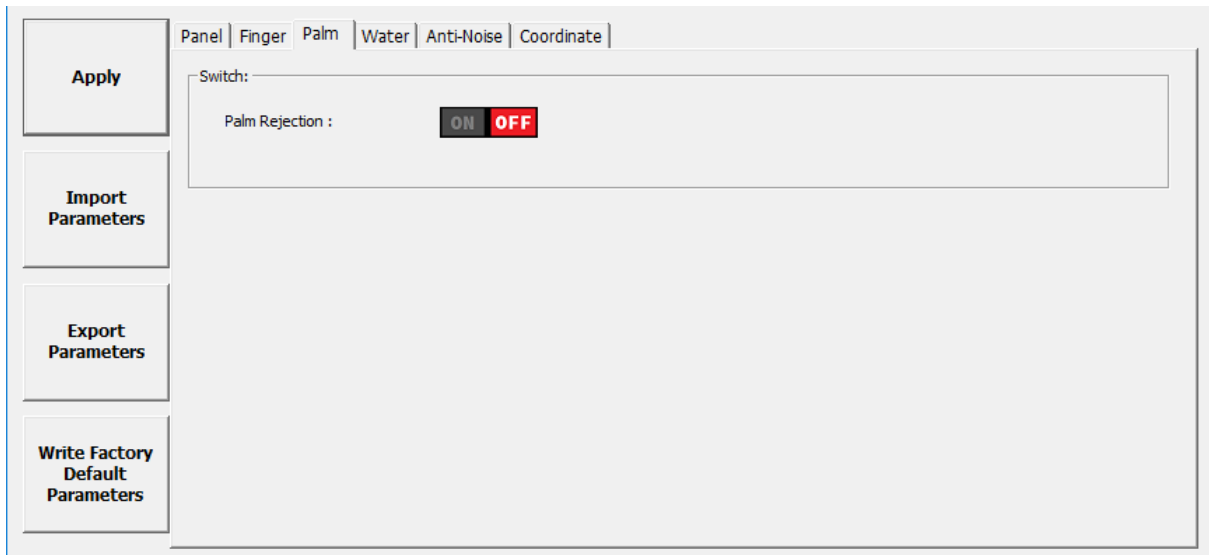 Apply
Import
Parameters
Export
Parameters
Write Factory
Default
Parameters
Panel Finger Palm Water Anti-Noise Coordinate
Switch:
Palm Rejection : ON OFF